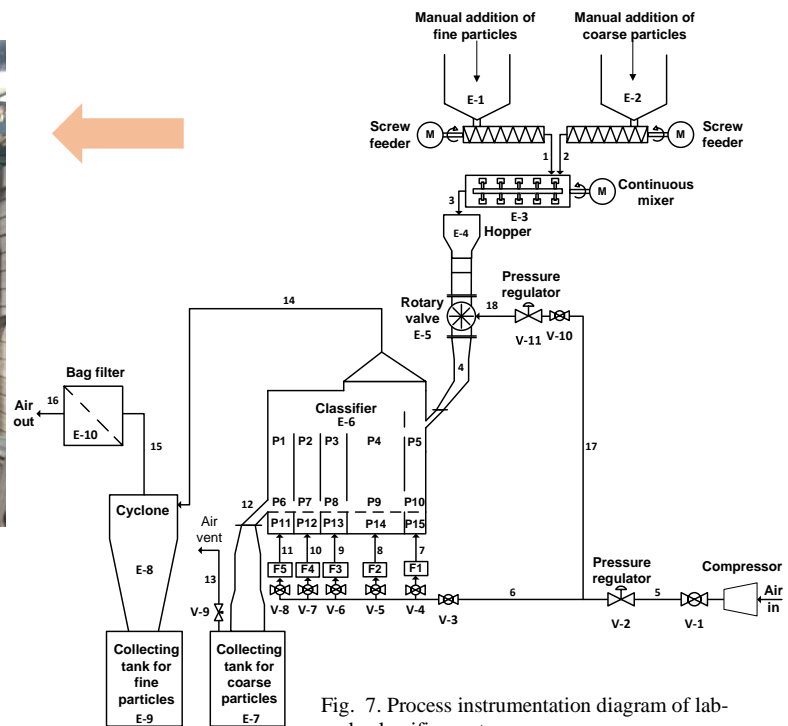 Manual addition of
fine particles
Manual addition of
coarse particles
E-1
E-2
Screw
feeder
M
M
Screw
feeder
1
2
3
M
Continuous
mixer
E-3
E-4
Hopper
Pressure
regulator
Rotary
valve
E-5
18
V-11
V-10
14
4
Bag filter
16
Air
out
E-10
15
Classifier
E-6
P1
P2
P3
P4
P5
17
P6
P7
P8
P9
P10
12
P11
P12
P13
P14
P15
Cyclone
E-8
Air
vent
13
V-9
11
10
9
8
7
F5
F4
F3
F2
F1
V-8
V-7
V-6
V-5
V-4
V-3
6
Pressure
regulator
V-2
5
V-1
Compressor
Air
in
Collecting
tank for
fine
particles
E-9
Collecting
tank for
coarse
particles
E-7
Fig. 7. Process instrumentation diagram of lab-